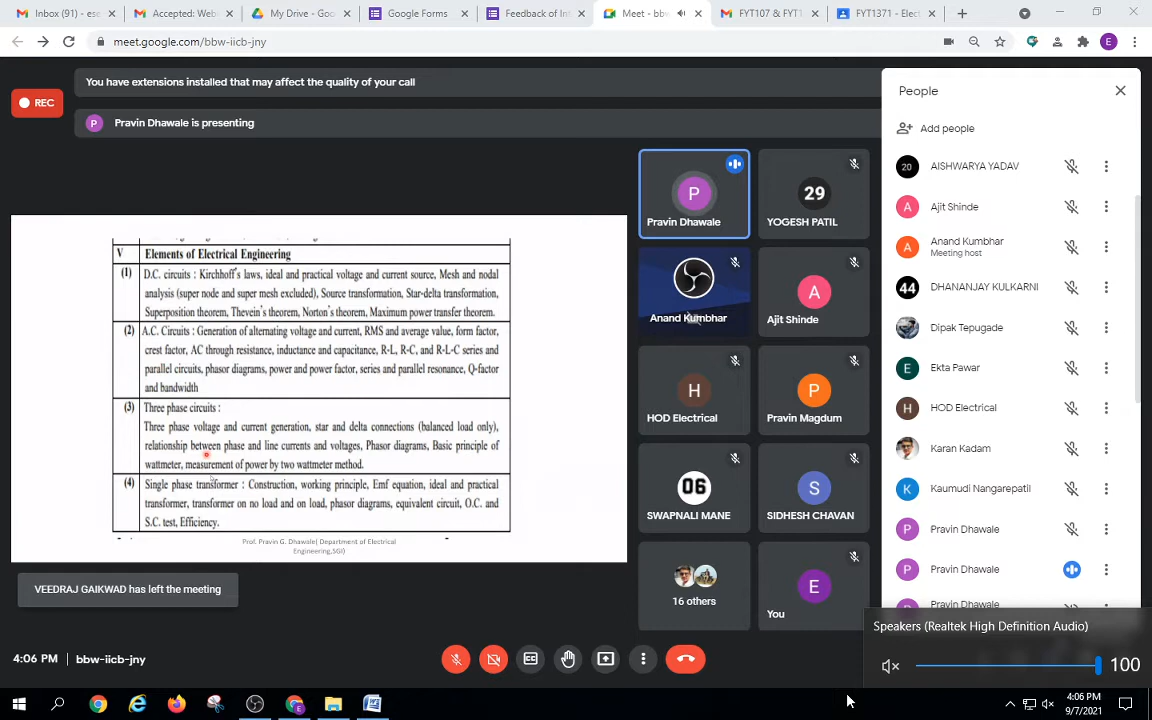 Inbox (91) - ese
Accepted: Web
My Drive - Goo
Google Forms
Feedback of Int
Meet - bbw
FYT107 & FYT1
FYT1371 - Elect
meet.google.com/bbw-iicb-jny
E
You have extensions installed that may affect the quality of your call
REC
P Pravin Dhawale is presenting
V Elements of Electrical Engineering
(1) D.C. circuits : Kirchhoff's laws, ideal and practical voltage and current source, Mesh and nodal
analysis (super node and super mesh excluded), Source transformation, Star-delta transformation,
Superposition theorem, Thevein's theorem, Norton's theorem, Maximum power transfer theorem.
(2) A.C. Circuits : Generation of alternating voltage and current, RMS and average value, form factor,
crest factor, AC through resistance, inductance and capacitance, R-L, R-C, and R-L-C series and
parallel circuits, phasor diagrams, power and power factor, series and parallel resonance, Q-factor
and bandwidth
(3) Three phase circuits :
Three phase voltage and current generation, star and delta connections (balanced load only),
relationship between phase and line currents and voltages, Phasor diagrams, Basic principle of
wattmeter, measurement of power by two wattmeter method.
(4) Single phase transformer : Construction, working principle, Emf equation, ideal and practical
transformer, transformer on no load and on load, phasor diagrams, equivalent circuit, O.C. and
S.C. test, Efficiency.
Prof. Pravin G. Dhawale( Department of Electrical
Engineering,SGI)
VEEDRAJ GAIKWAD has left the meeting
P
Pravin Dhawale
29
YOGESH PATIL
Anand Kumbhar
A
Ajit Shinde
H
HOD Electrical
P
Pravin Magdum
06
SWAPNALI MANE
S
SIDHESH CHAVAN
16 others
E
You
People
Add people
20 AISHWARYA YADAV
A Ajit Shinde
A Anand Kumbhar
Meeting host
44 DHANANJAY KULKARNI
Dipak Tepugade
E Ekta Pawar
H HOD Electrical
Karan Kadam
K Kaumudi Nangarepatil
P Pravin Dhawale
P Pravin Dhawale
Pravin Dhawale
Speakers (Realtek High Definition Audio)
100
4:06 PM | bbw-iicb-jny
4:06 PM
9/7/2021